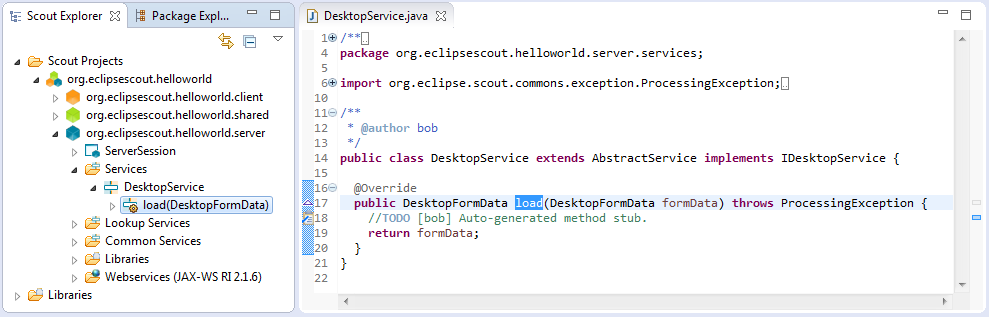 Scout Explorer
Package Expl...
Scout Projects
org.eclipsescout.helloworld
org.eclipsescout.helloworld.client
org.eclipsescout.helloworld.shared
org.eclipsescout.helloworld.server
ServerSession
Services
DesktopService
load(DesktopFormData)
Lookup Services
Common Services
Libraries
Webservices (JAX-WS RI 2.1.6)
Libraries
DesktopService.java
1 /**
4 package org.eclipsescout.helloworld.server.services;
5
6 import org.eclipse.scout.commons.exception.ProcessingException;
10
11 /**
12 * @author bob
13 */
14 public class DesktopService extends AbstractService implements IDesktopService {
15
16 @Override
17 public DesktopFormData load(DesktopFormData formData) throws ProcessingException {
18 //TODO [bob] Auto-generated method stub.
19 return formData;
20 }
21 }
22